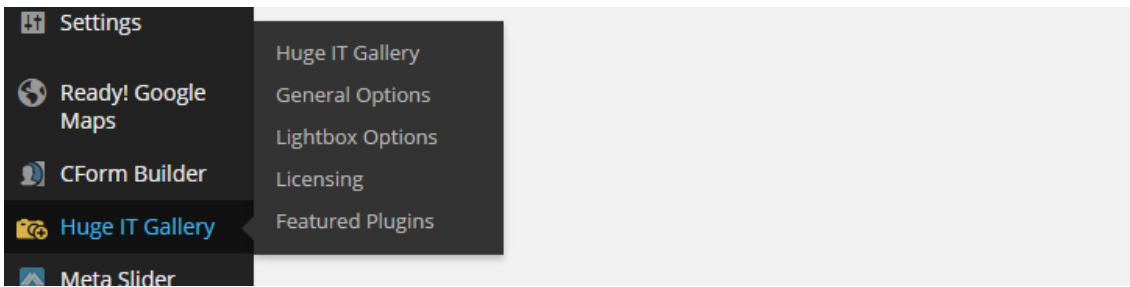 Settings
Ready! Google
Maps
CForm Builder
Huge IT Gallery
Meta Slider
Huge IT Gallery
General Options
Lightbox Options
Licensing
Featured Plugins